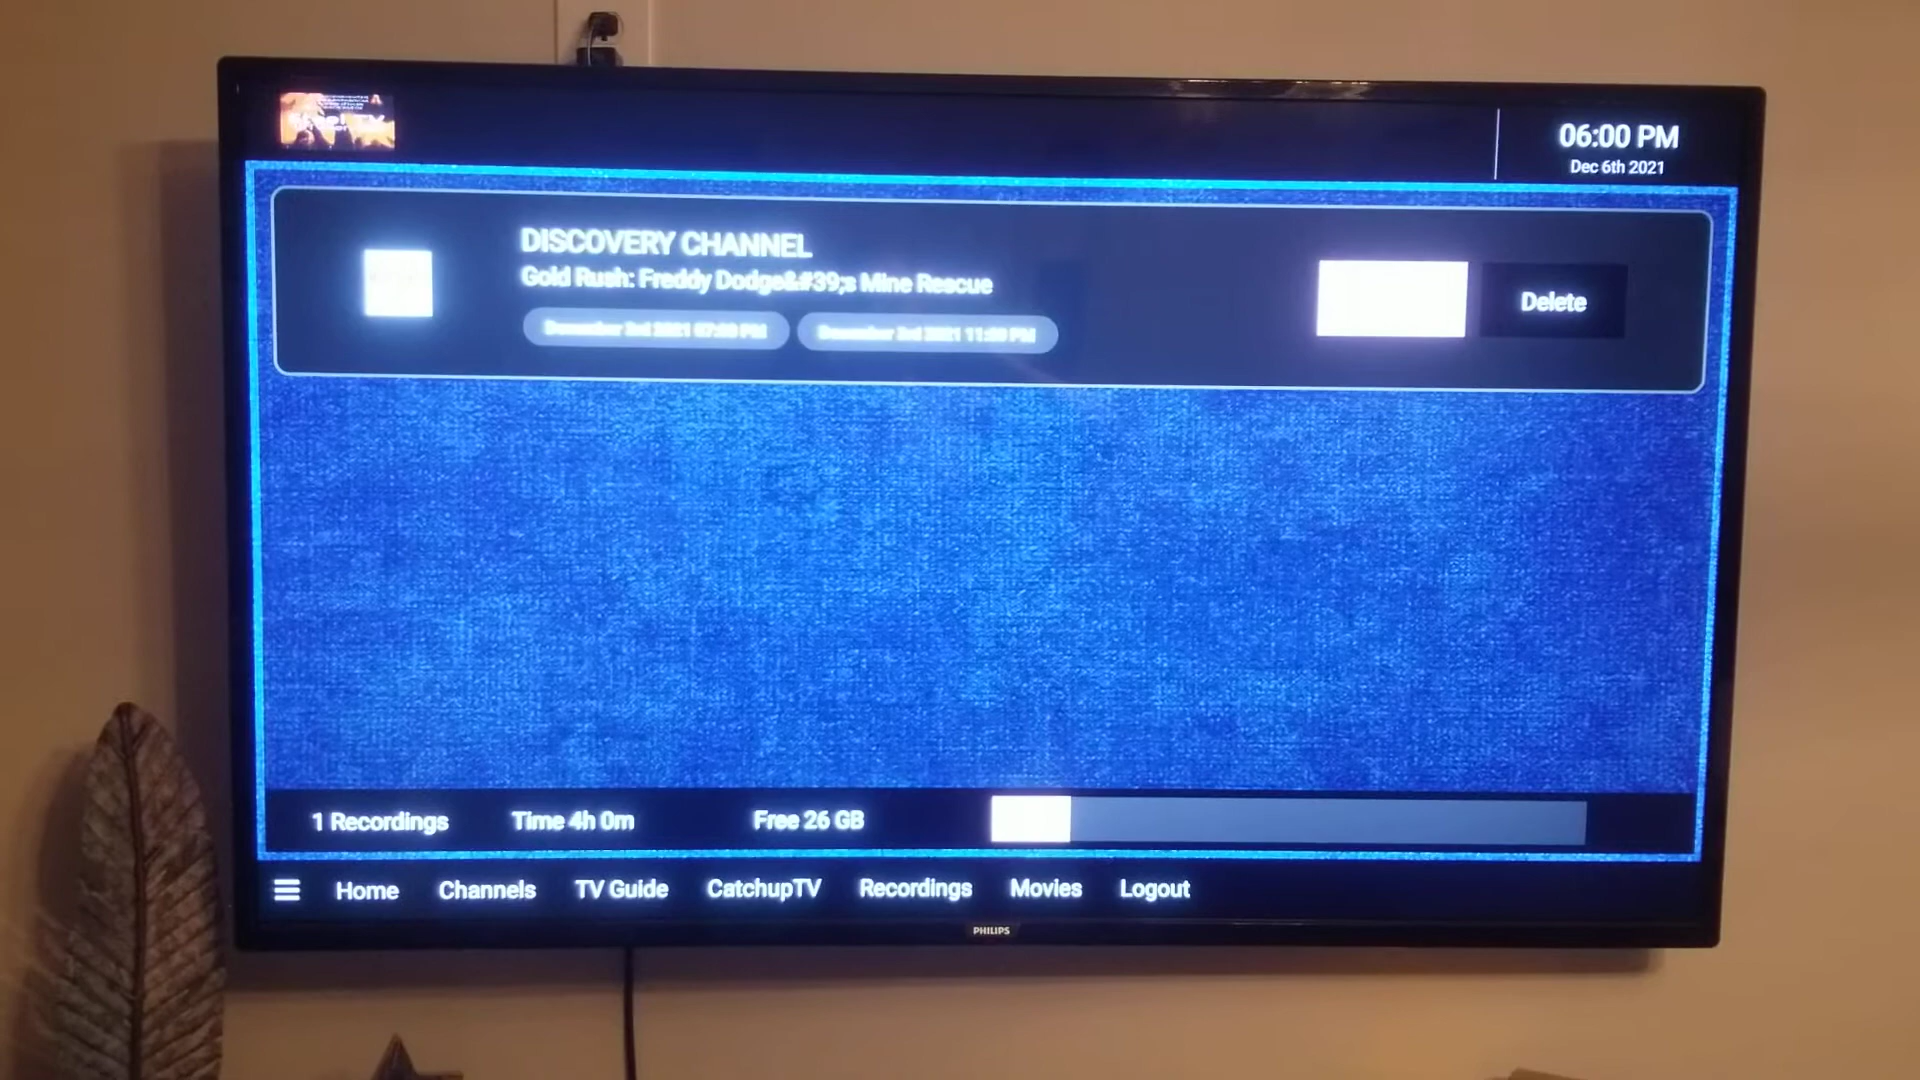 06:00 PM
Dec 6th 2021
DISCOVERY CHANNEL
Gold Rush: Freddy Dodge&#39;s Mine Rescue
Delete
1 Recordings
Time 4h 0m
Free 26 GB
Home
Channels
TV Guide
CatchupTV
Recordings
Movies
Logout
PHILIPS